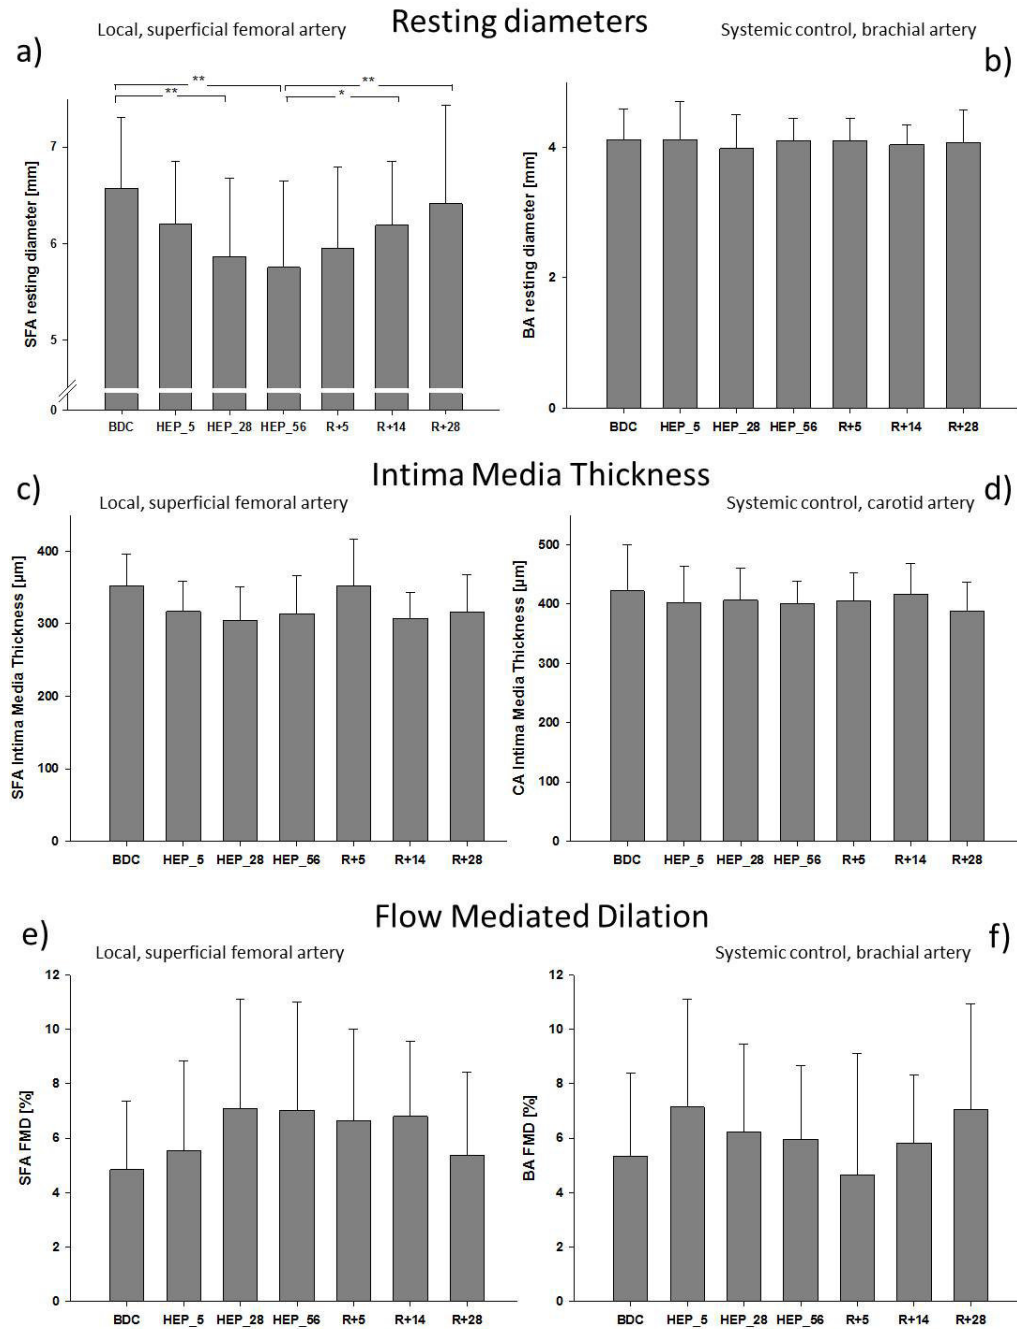 Resting diameters
a)
Local, superficial femoral artery
Systemic control, brachial artery
b)
**
**
**
*
SFA resting diameter [mm]
7
6
5
0
BDC HEP_5 HEP_28 HEP_56 R+5 R+14 R+28
BA resting diameter [mm]
4
2
0
BDC HEP_5 HEP_28 HEP_56 R+5 R+14 R+28
Intima Media Thickness
c)
Local, superficial femoral artery
Systemic control, carotid artery
d)
SFA Intima Media Thickness [µm]
400
300
200
100
0
BDC HEP_5 HEP_28 HEP_56 R+5 R+14 R+28
CA Intima Media Thickness [µm]
500
400
300
200
100
0
BDC HEP_5 HEP_28 HEP_56 R+5 R+14 R+28
Flow Mediated Dilation
e)
Local, superficial femoral artery
Systemic control, brachial artery
f)
SFA FMD [%]
12
10
8
6
4
2
0
BDC HEP_5 HEP_28 HEP_56 R+5 R+14 R+28
BA FMD [%]
12
10
8
6
4
2
0
BDC HEP_5 HEP_28 HEP_56 R+5 R+14 R+28